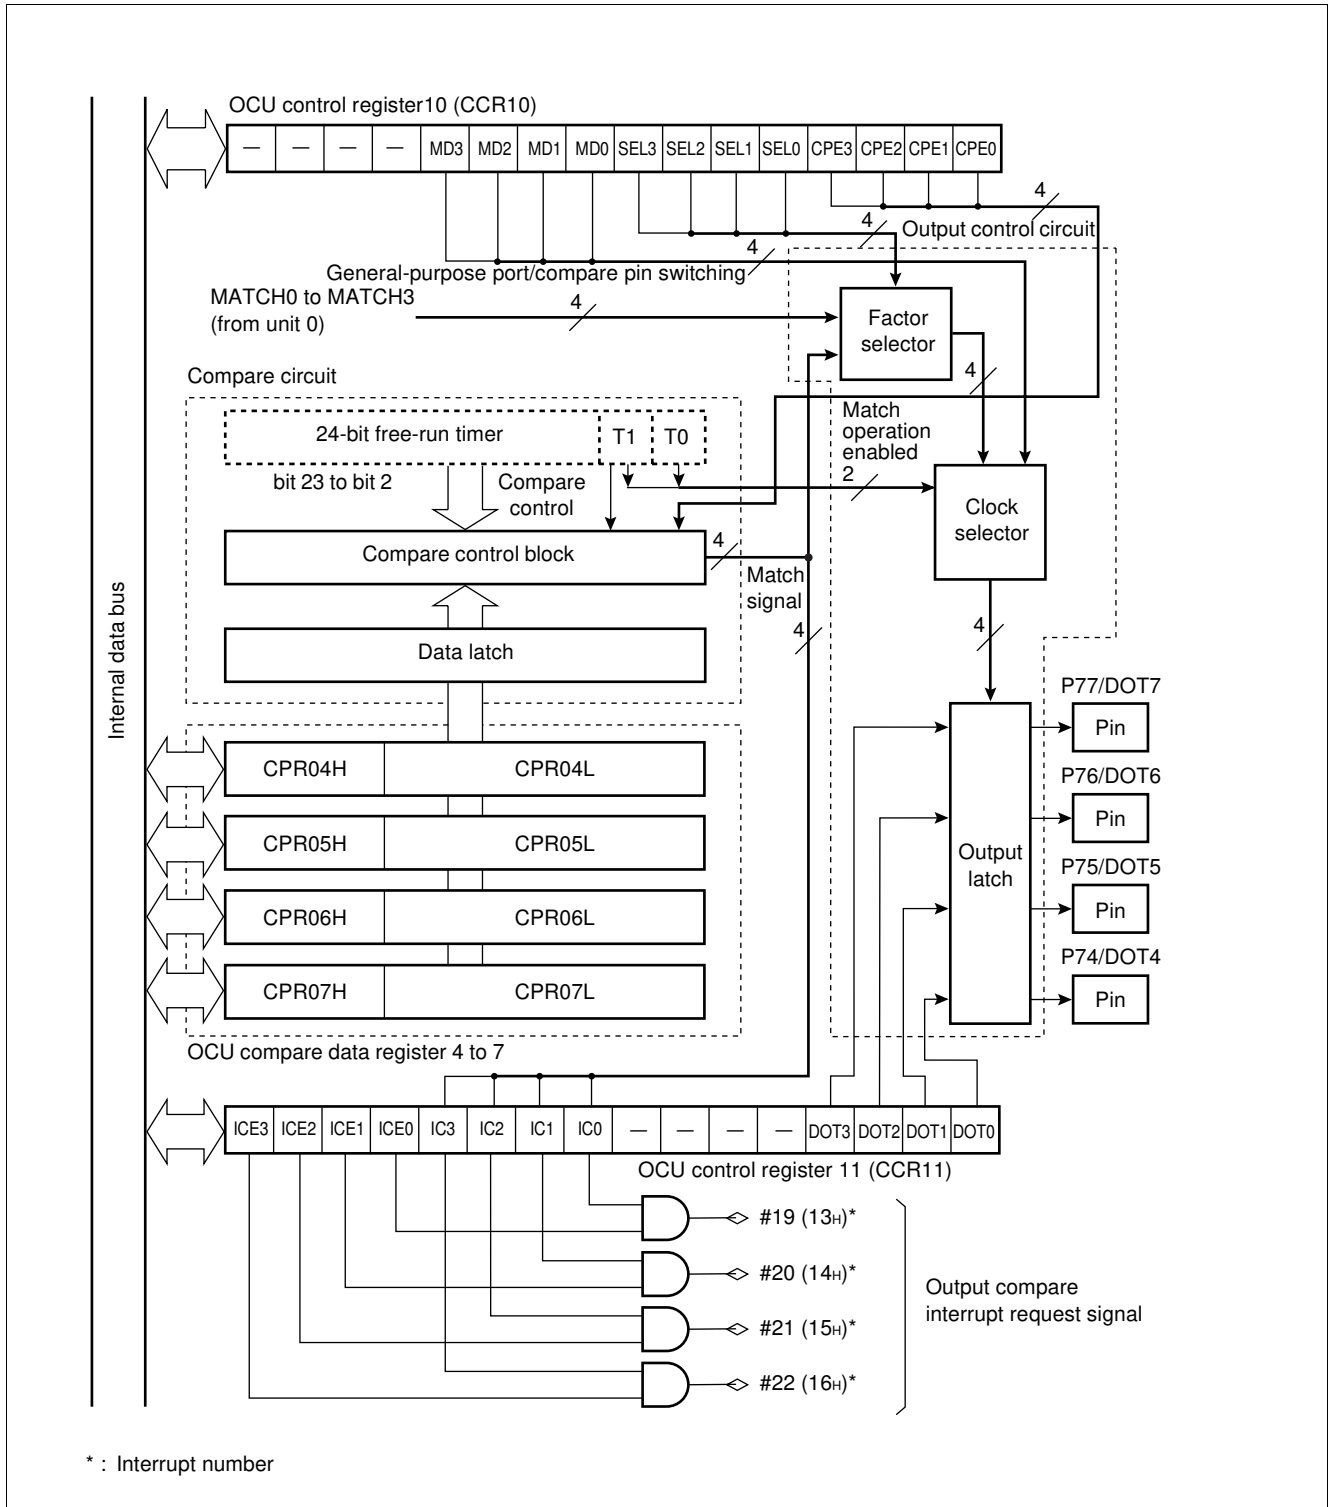 OCU control register10 (CCR10)
— — — — MD3 MD2 MD1 MD0 SEL3 SEL2 SEL1 SEL0 CPE3 CPE2 CPE1 CPE0
4
4
Output control circuit
4
General-purpose port/compare pin switching
MATCH0 to MATCH3
(from unit 0)
4
Factor
selector
4
Compare circuit
24-bit free-run timer
T1
T0
Match
operation
enabled
2
bit 23 to bit 2
Compare
control
Clock
selector
Compare control block
4
Match
signal
4
4
Data latch
Internal data bus
P77/DOT7
Pin
CPR04H
CPR04L
P76/DOT6
Pin
CPR05H
CPR05L
Output
latch
P75/DOT5
Pin
CPR06H
CPR06L
P74/DOT4
Pin
CPR07H
CPR07L
OCU compare data register 4 to 7
ICE3 ICE2 ICE1 ICE0 IC3 IC2 IC1 IC0 — — — — DOT3 DOT2 DOT1 DOT0
OCU control register 11 (CCR11)
#19 (13H)*
#20 (14H)*
#21 (15H)*
#22 (16H)*
Output compare
interrupt request signal
* : Interrupt number